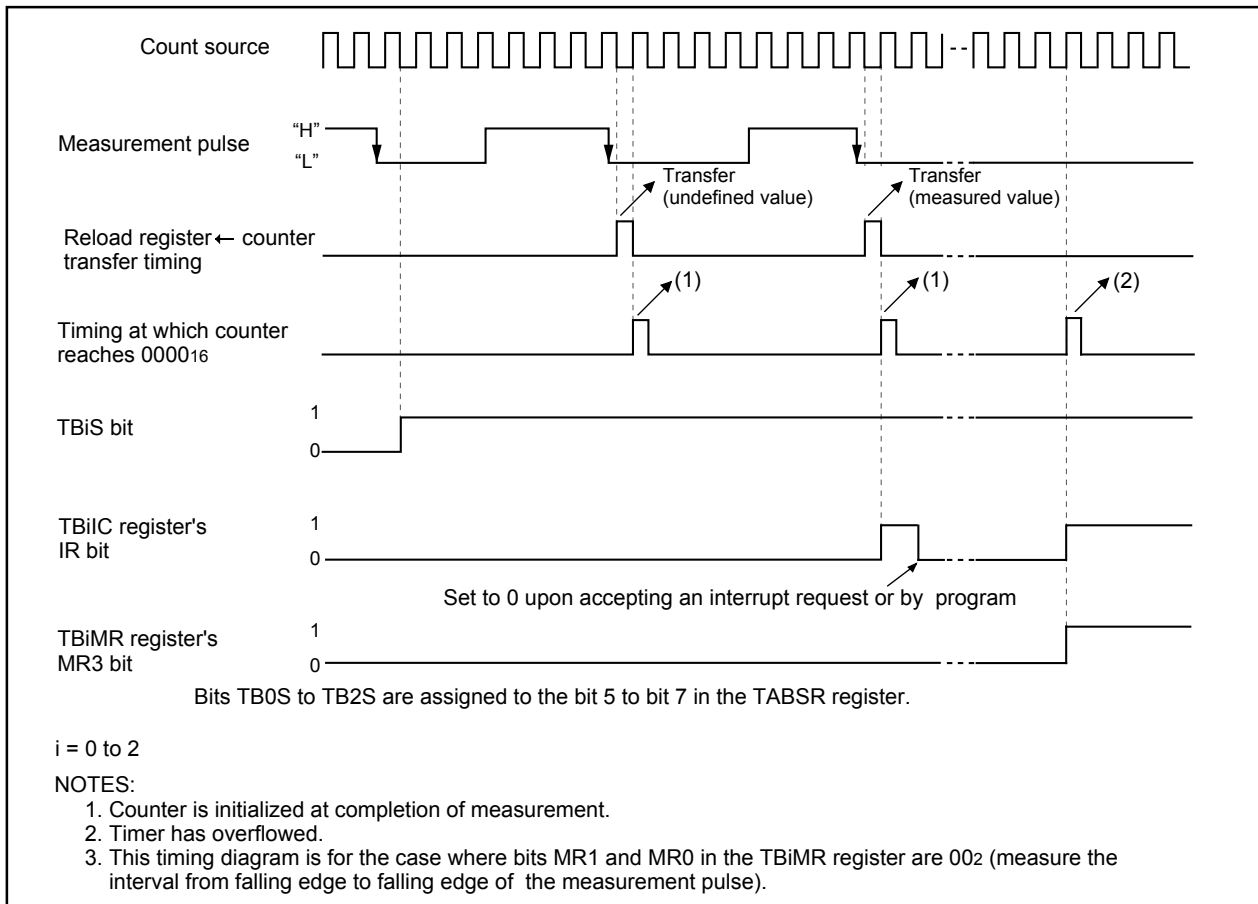 Count source
Measurement pulse
“H”
“L”
Transfer
(undefined value)
Transfer
(measured value)
Reload register ← counter
transfer timing
(1)
(1)
(2)
Timing at which counter
reaches 000016
TBiS bit
1
0
TBiIC register's
IR bit
1
0
Set to 0 upon accepting an interrupt request or by program
TBiMR register's
MR3 bit
1
0
Bits TB0S to TB2S are assigned to the bit 5 to bit 7 in the TABSR register.
i = 0 to 2
NOTES:
1. Counter is initialized at completion of measurement.
2. Timer has overflowed.
3. This timing diagram is for the case where bits MR1 and MR0 in the TBiMR register are 002 (measure the
interval from falling edge to falling edge of the measurement pulse).